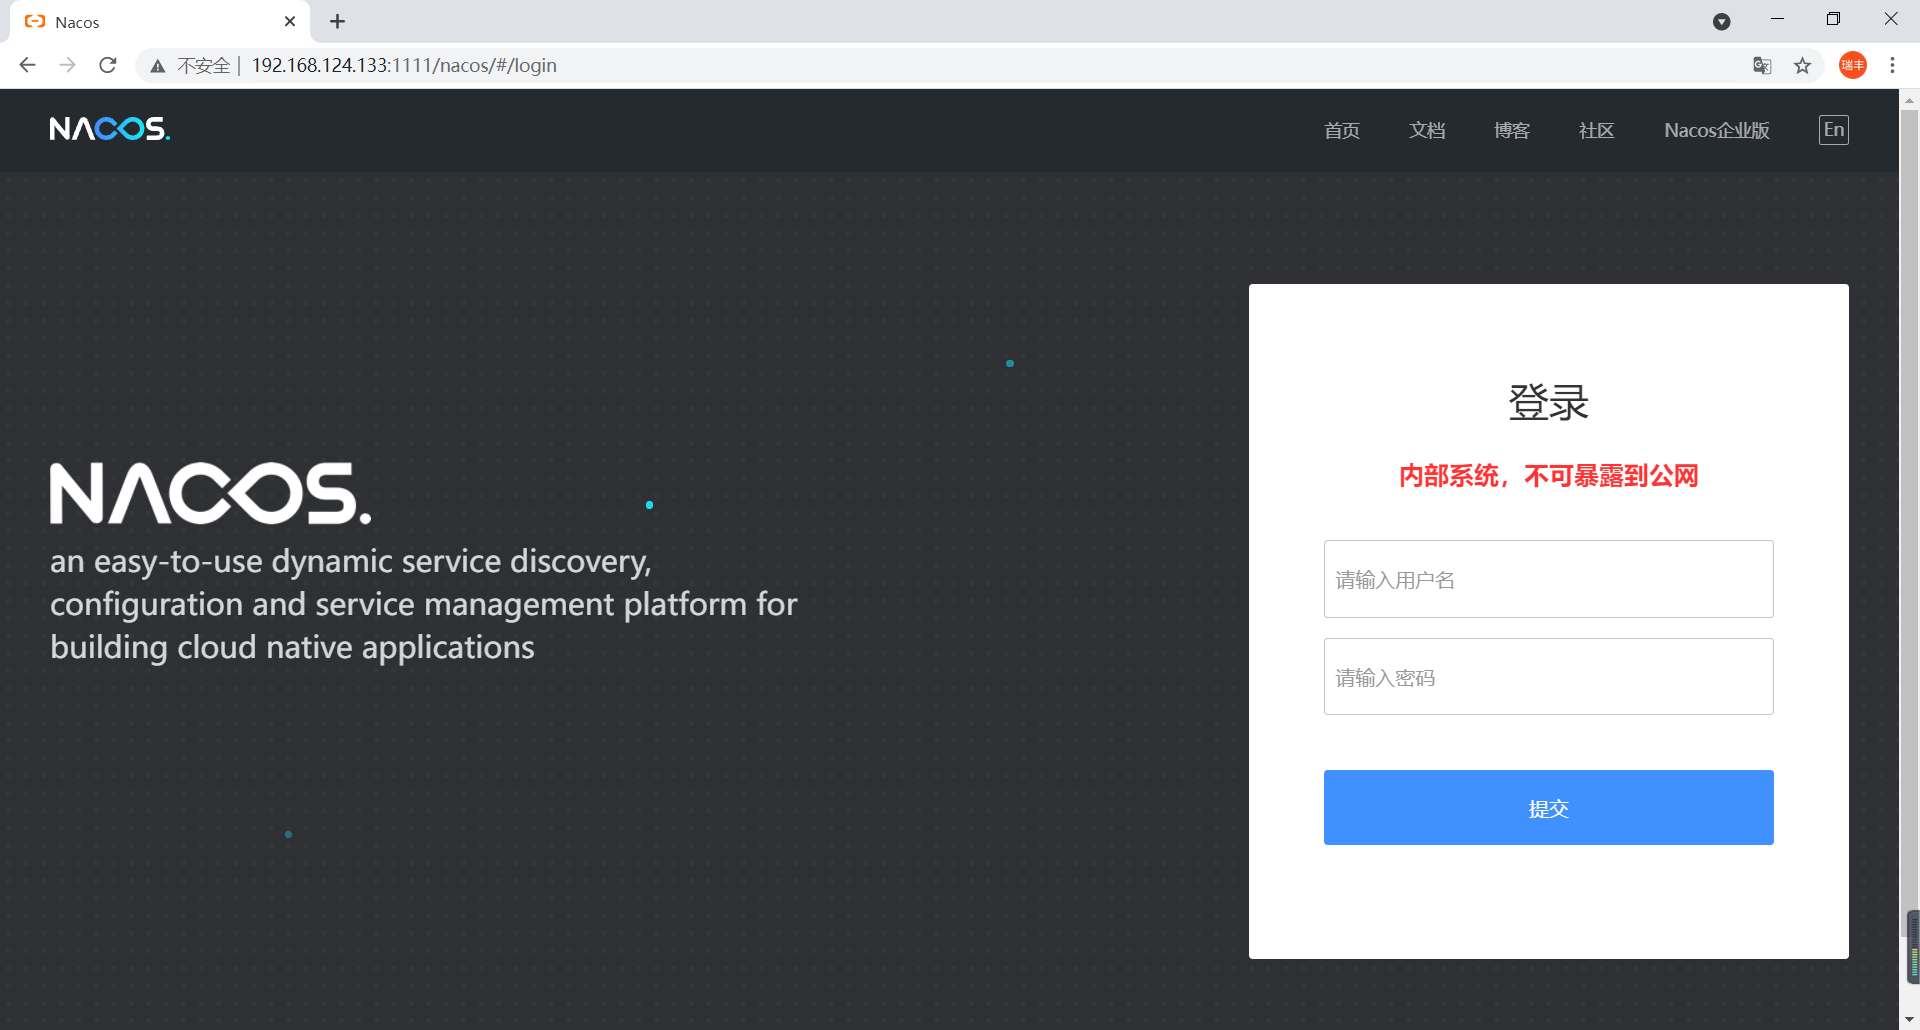 Nacos
不安全 | 192.168.124.133:1111/nacos/#/login
瑞丰
NACOS.
首页 文档 博客 社区 Nacos企业版 En
登录
内部系统，不可暴露到公网
NACOS.
an easy-to-use dynamic service discovery,
configuration and service management platform for
building cloud native applications
请输入用户名
请输入密码
提交